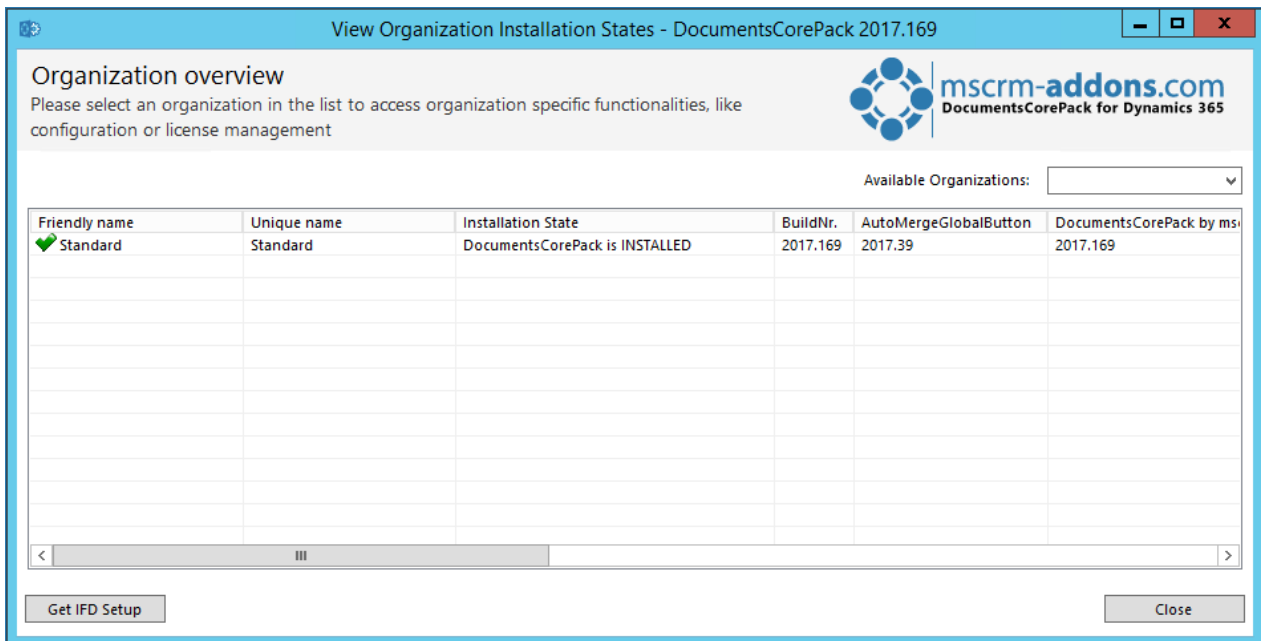 View Organization Installation States - DocumentsCorePack 2017.169
Organization overview
Please select an organization in the list to access organization specific functionalities, like
configuration or license management
mscrm-addons.com
DocumentsCorePack for Dynamics 365
Available Organizations:
Friendly name Unique name Installation State BuildNr. AutoMergeGlobalButton DocumentsCorePack by ms
Standard Standard DocumentsCorePack is INSTALLED 2017.169 2017.39 2017.169
Get IFD Setup Close